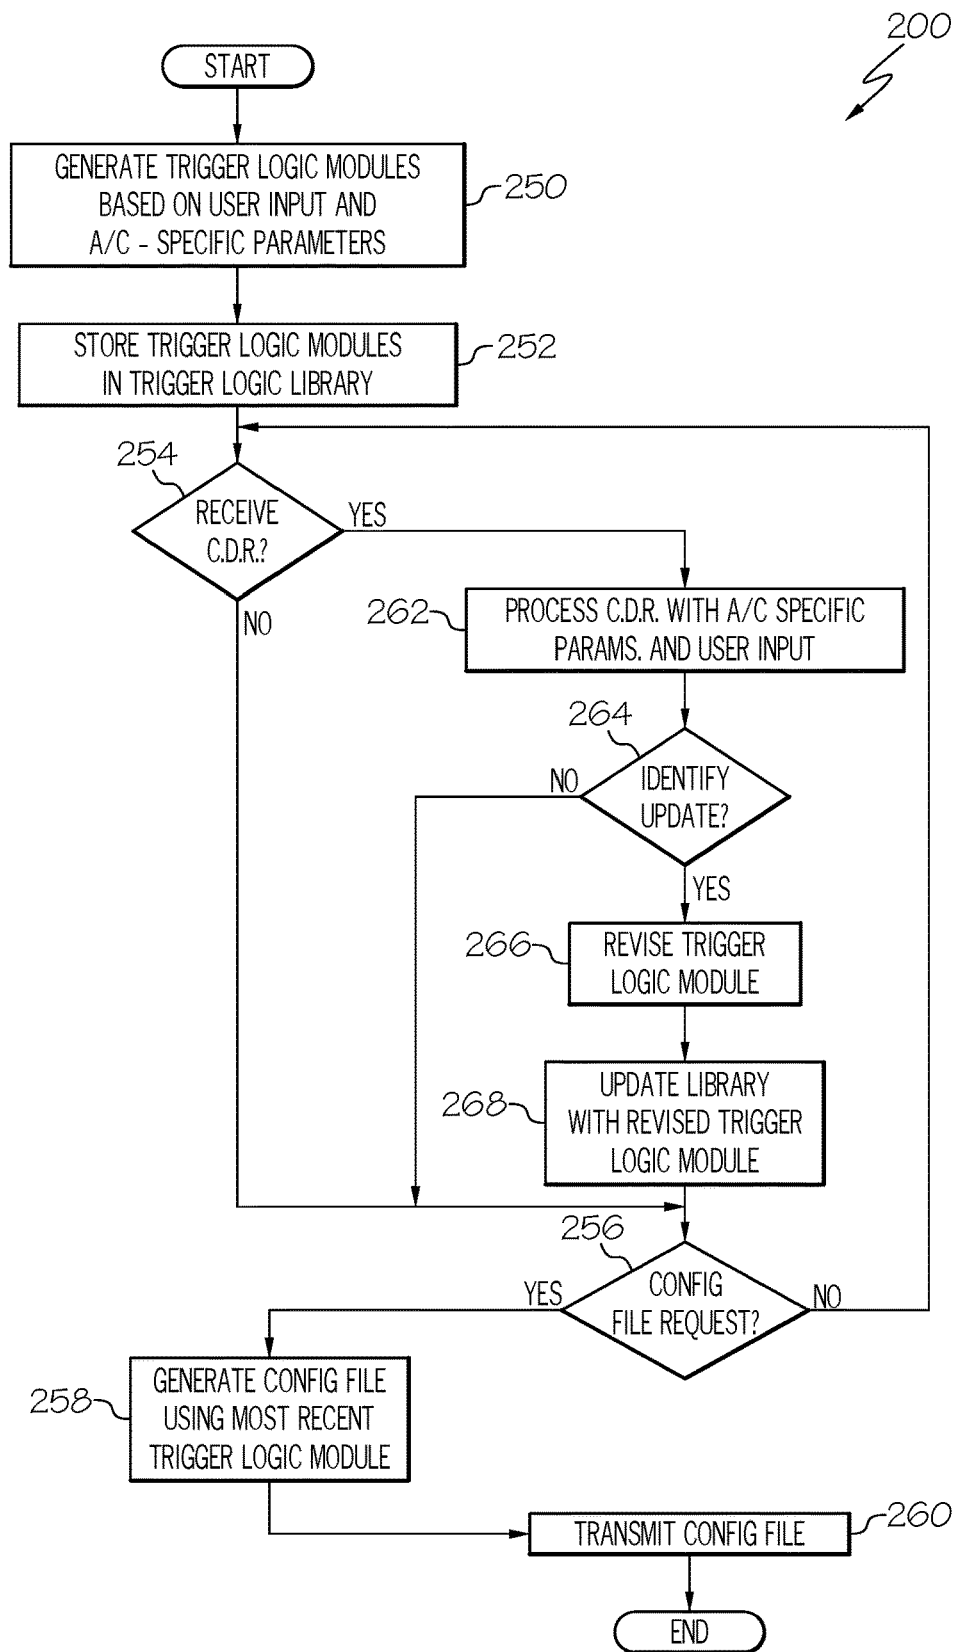 200
START
GENERATE TRIGGER LOGIC MODULES
BASED ON USER INPUT AND
A/C - SPECIFIC PARAMETERS
250
STORE TRIGGER LOGIC MODULES
IN TRIGGER LOGIC LIBRARY
252
254
RECEIVE
C.D.R.?
YES
NO
262
PROCESS C.D.R. WITH A/C SPECIFIC
PARAMS. AND USER INPUT
264
IDENTIFY
UPDATE?
NO
YES
266
REVISE TRIGGER
LOGIC MODULE
268
UPDATE LIBRARY
WITH REVISED TRIGGER
LOGIC MODULE
256
CONFIG
FILE REQUEST?
YES
NO
258
GENERATE CONFIG FILE
USING MOST RECENT
TRIGGER LOGIC MODULE
TRANSMIT CONFIG FILE
260
END